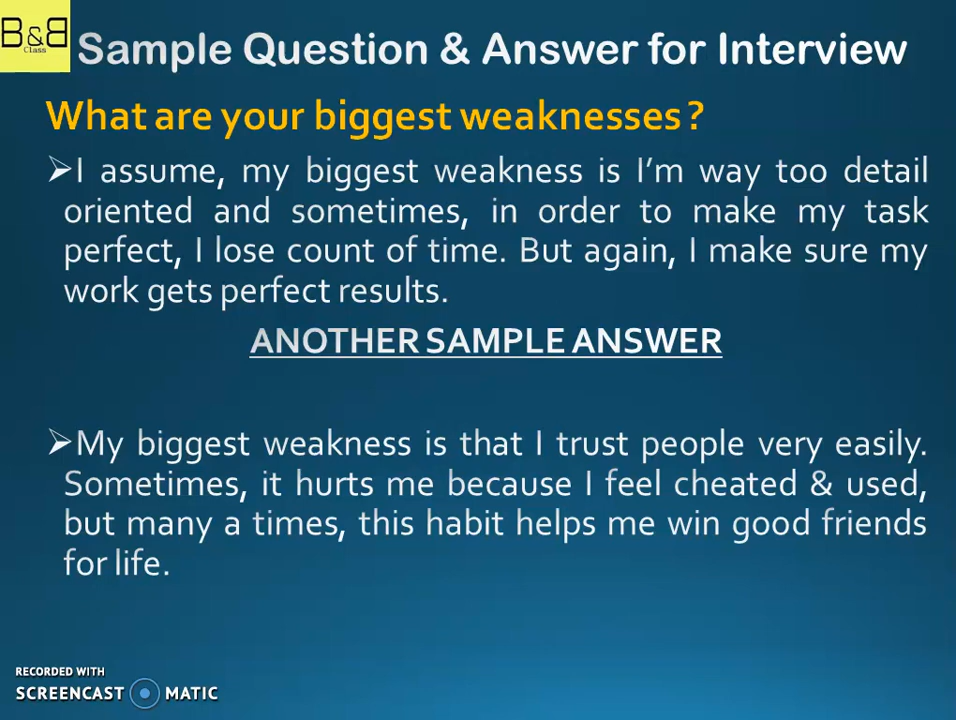 B&B
Class
Sample Question & Answer for Interview
What are your biggest weaknesses?
➢I assume, my biggest weakness is I'm way too detail
oriented and sometimes, in order to make my task
perfect, I lose count of time. But again, I make sure my
work gets perfect results.
ANOTHER SAMPLE ANSWER
➢My biggest weakness is that I trust people very easily.
Sometimes, it hurts me because I feel cheated & used,
but many a times, this habit helps me win good friends
for life.
RECORDED WITH
SCREENCAST MATIC